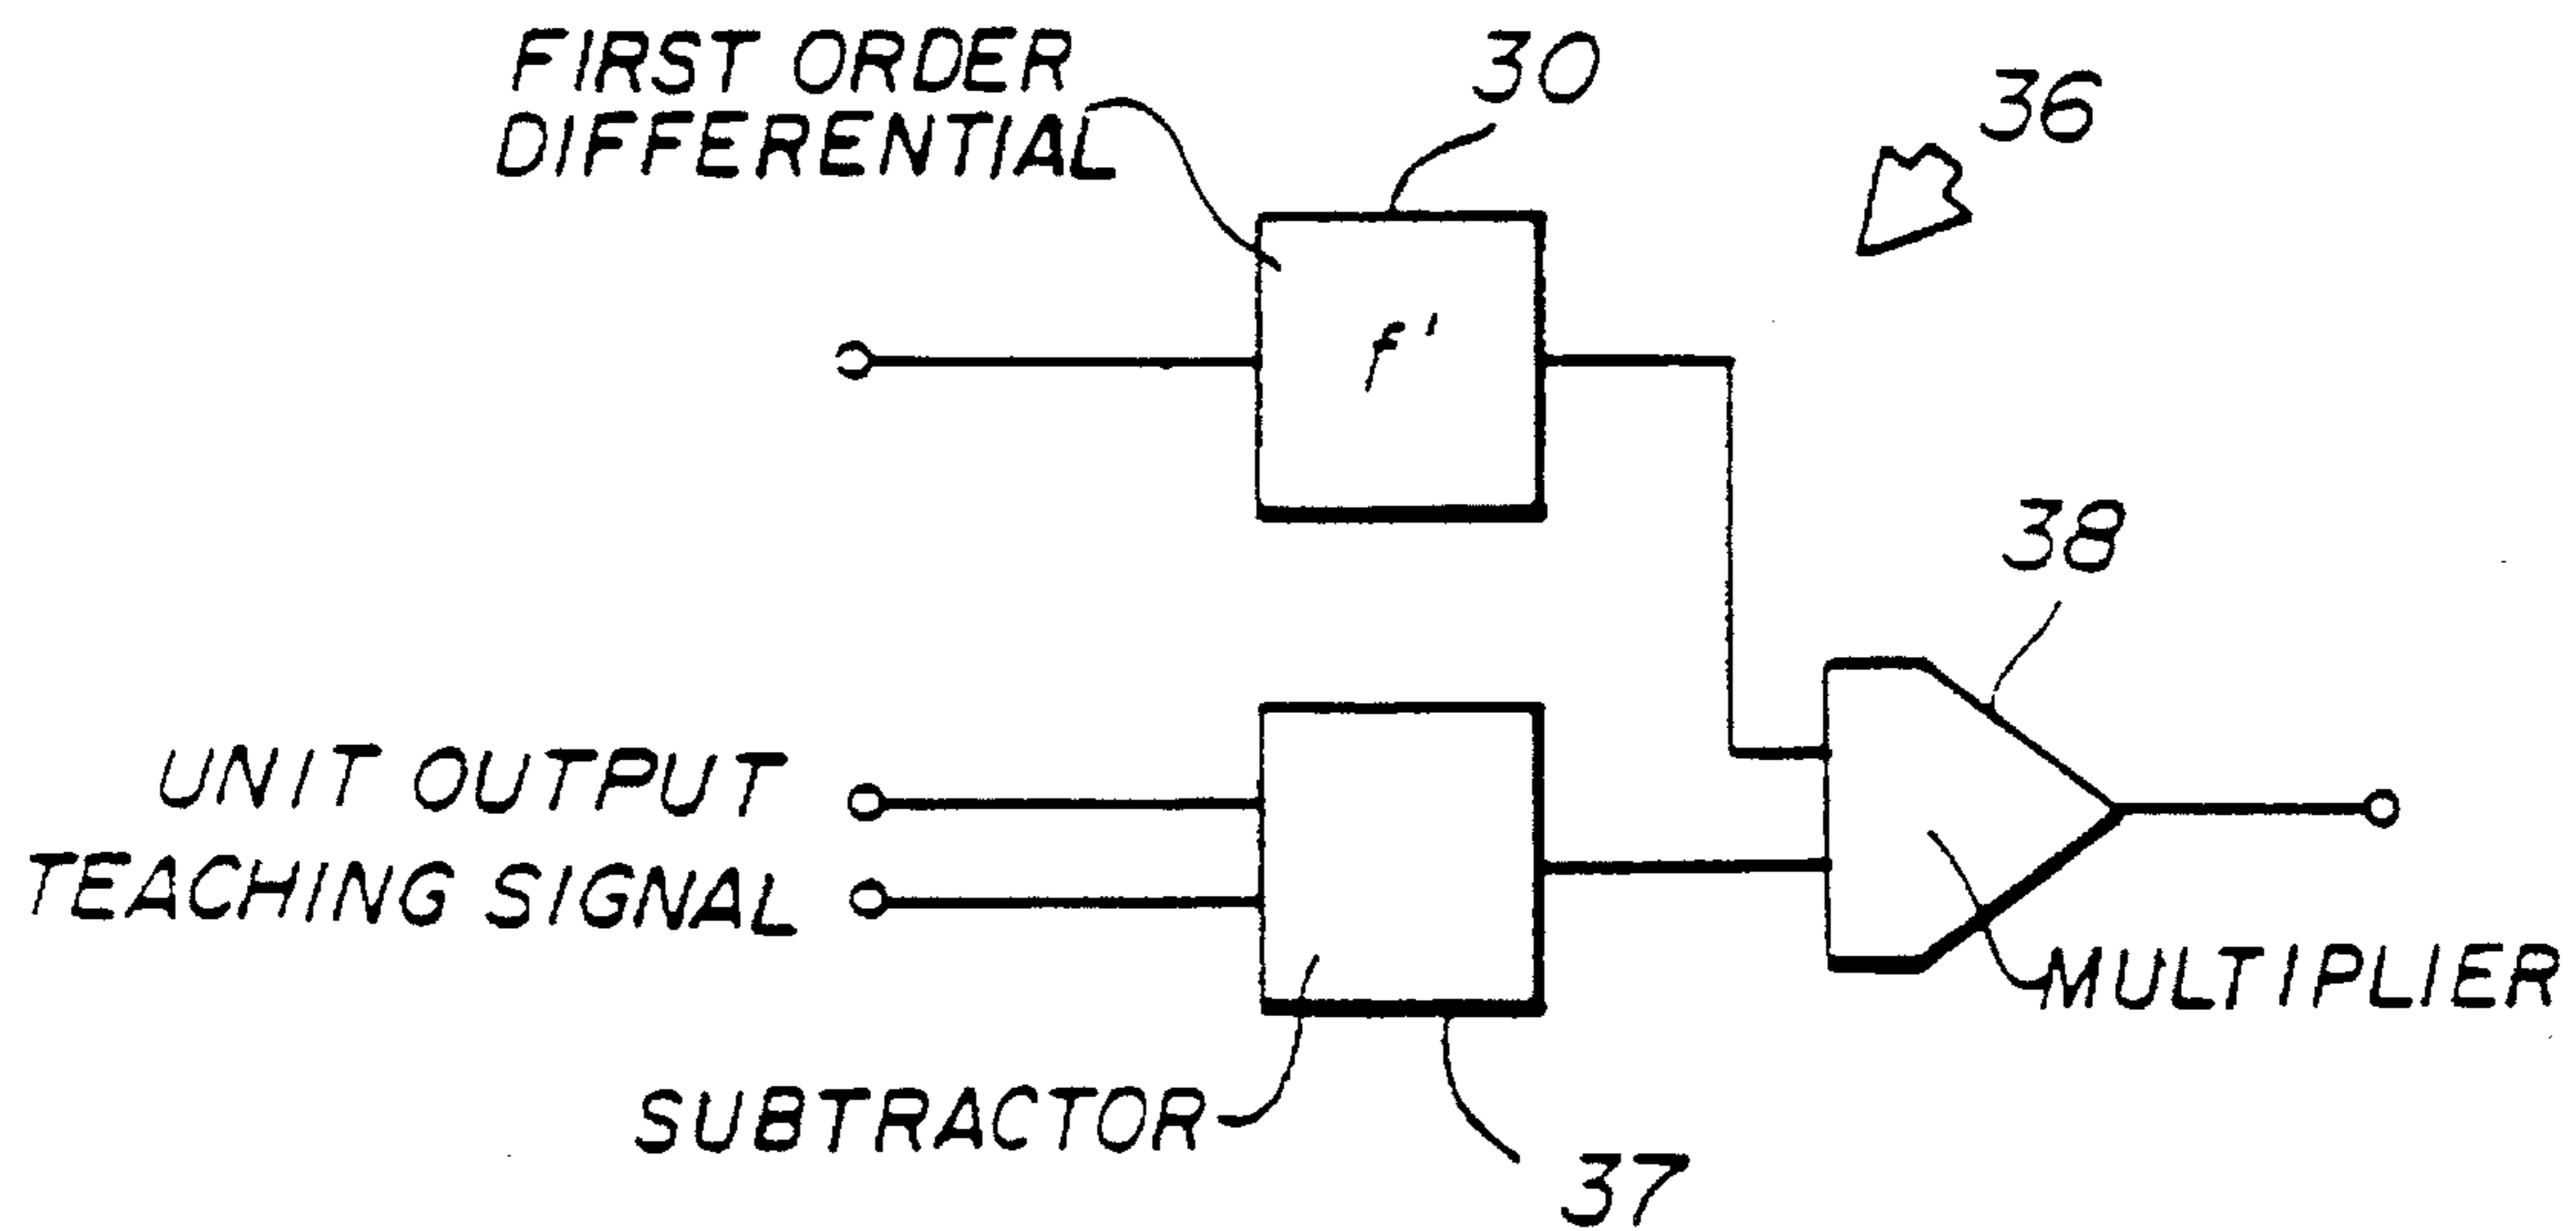 FIRST ORDER
DIFFERENTIAL
30
36
f'
38
UNIT OUTPUT
TEACHING SIGNAL
MULTIPLIER
SUBTRACTOR
37